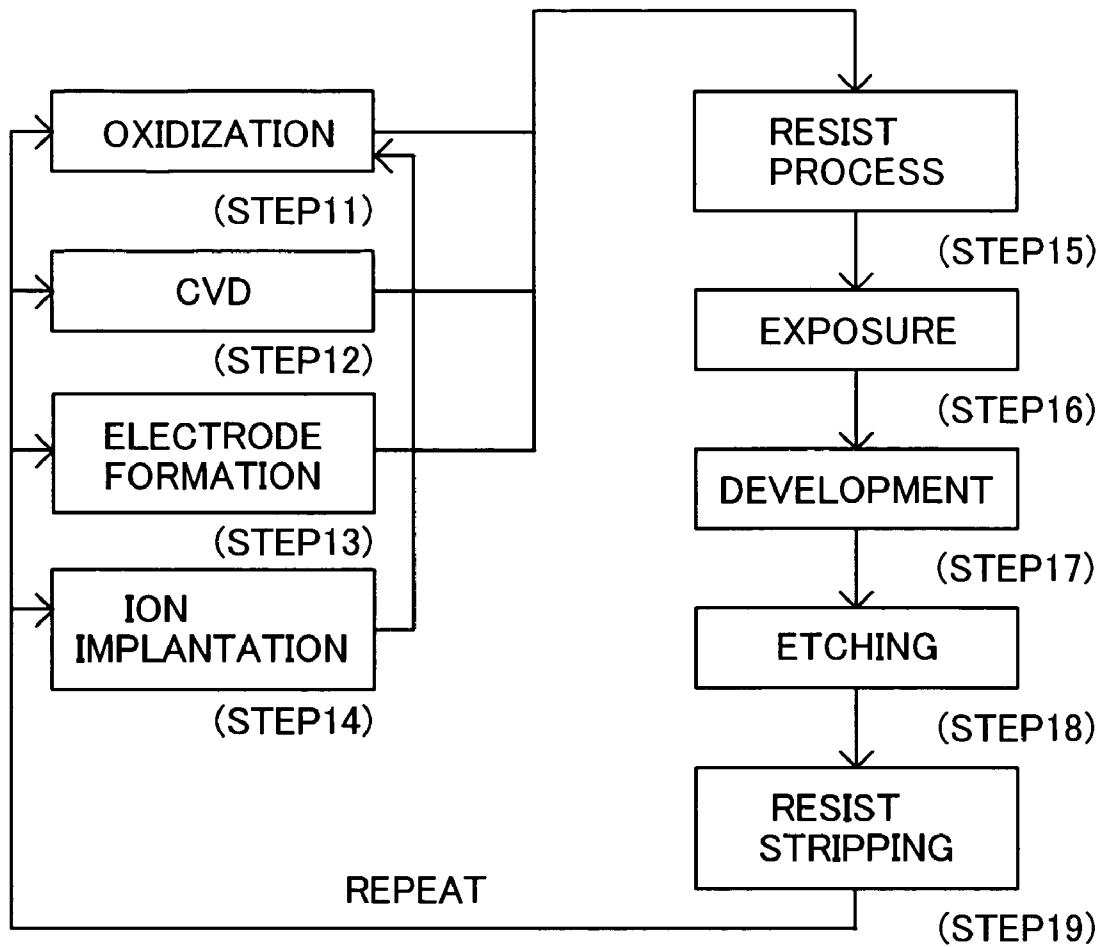 OXIDIZATION
(STEP11)
CVD
(STEP12)
ELECTRODE
FORMATION
(STEP13)
ION
IMPLANTATION
(STEP14)
RESIST
PROCESS
(STEP15)
EXPOSURE
(STEP16)
DEVELOPMENT
(STEP17)
ETCHING
(STEP18)
RESIST
STRIPPING
(STEP19)
REPEAT